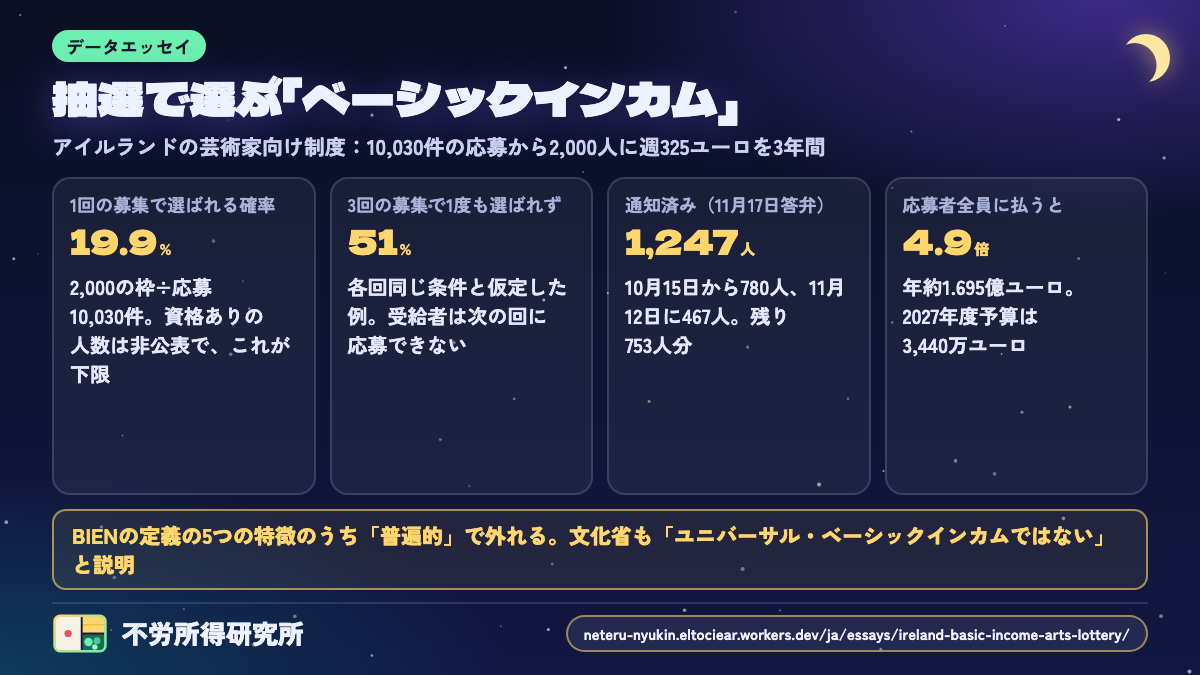 データエッセイ
抽選で選ぶ「ベーシックインカム」
アイルランドの芸術家向け制度：10,030件の応募から2,000人に週325ユーロを3年間
1回の募集で選ばれる確率
19.9%
2,000の枠÷応募
10,030件。資格ありの
人数は非公表で、これが
下限
3回の募集で1度も選ばれず
51%
各回同じ条件と仮定した
例。受給者は次の回に
応募できない
通知済み（11月17日答弁）
1,247人
10月15日から780人、11月
12日に467人。残り
753人分
応募者全員に払うと
4.9倍
年約1.695億ユーロ。
2027年度予算は
3,440万ユーロ
BIENの定義の5つの特徴のうち「普遍的」で外れる。文化省も「ユニバーサル・ベーシックインカムではない」
と説明
不労所得研究所
neteru-nyukin.eltociear.workers.dev/ja/essays/ireland-basic-income-arts-lottery/